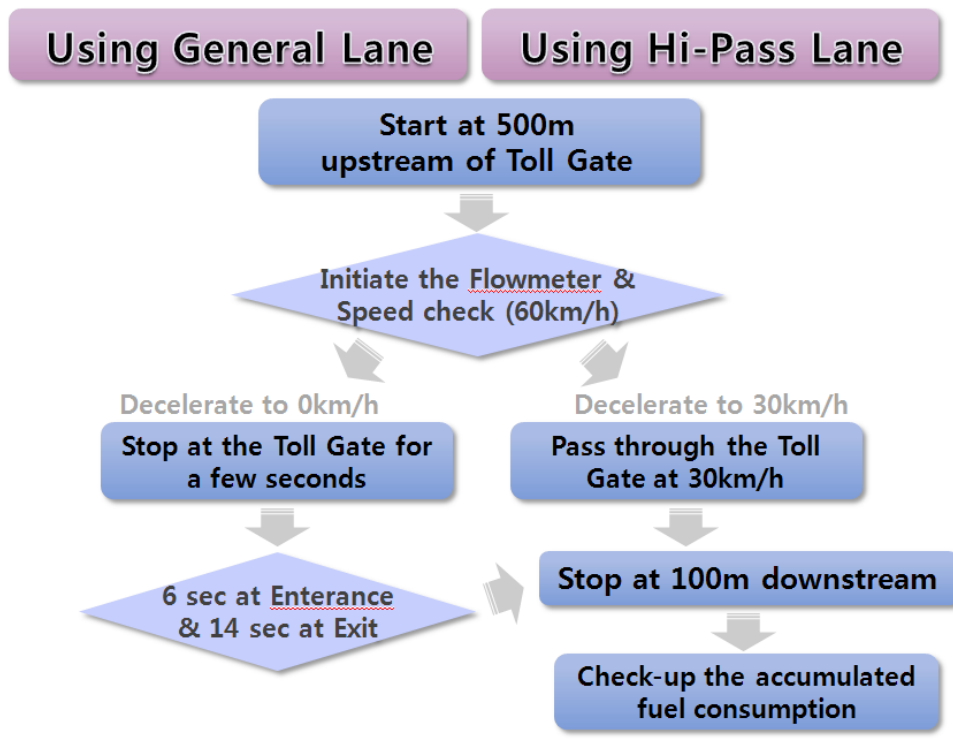 Using General Lane
Using Hi-Pass Lane
Start at 500m
upstream of Toll Gate
Initiate the Flowmeter &
Speed check (60km/h)
Decelerate to 0km/h
Decelerate to 30km/h
Stop at the Toll Gate for
a few seconds
Pass through the Toll
Gate at 30km/h
6 sec at Enterance
& 14 sec at Exit
Stop at 100m downstream
Check-up the accumulated
fuel consumption